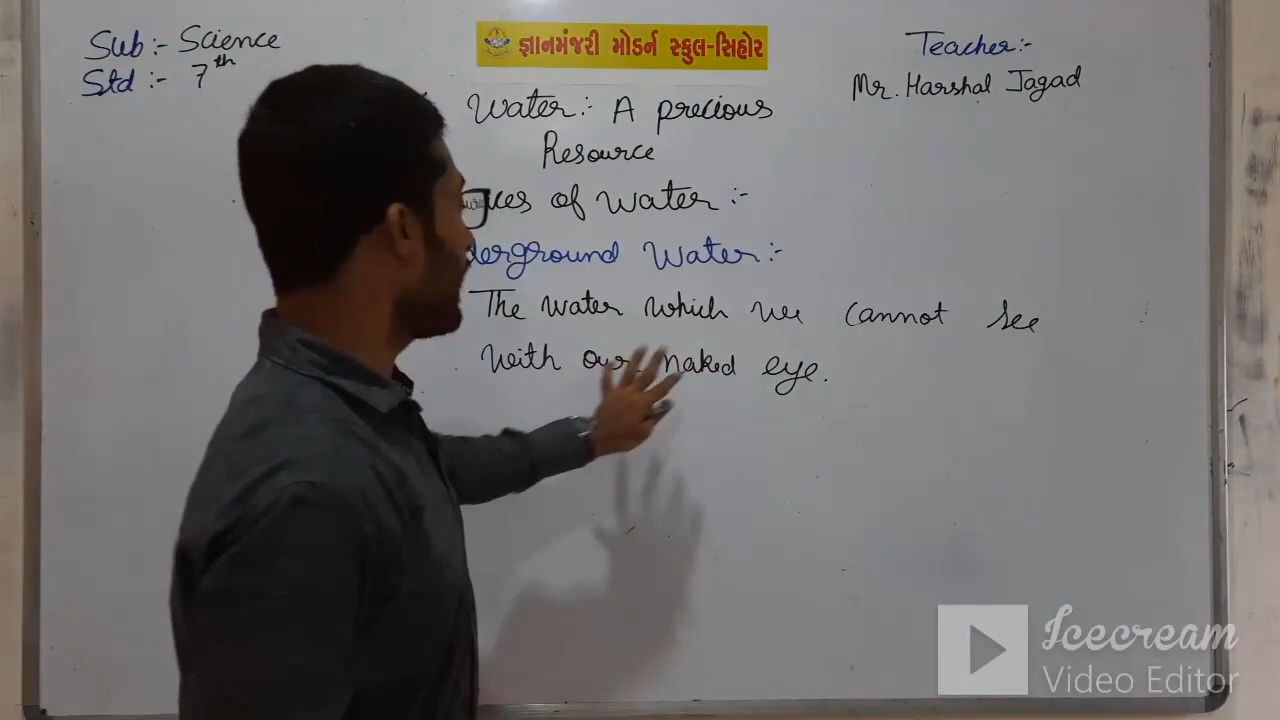 Sub :- Science
Std :- 7th
જ્ઞાનમંજરી મોડર્ન સ્કુલ-સિહોર
Teacher:-
Mr. Harshal Jagad
Water:- A precious
Resource
of Water :-
Water:-
The water which we cannot see
with our naked eye.
Icecream
Video Editor